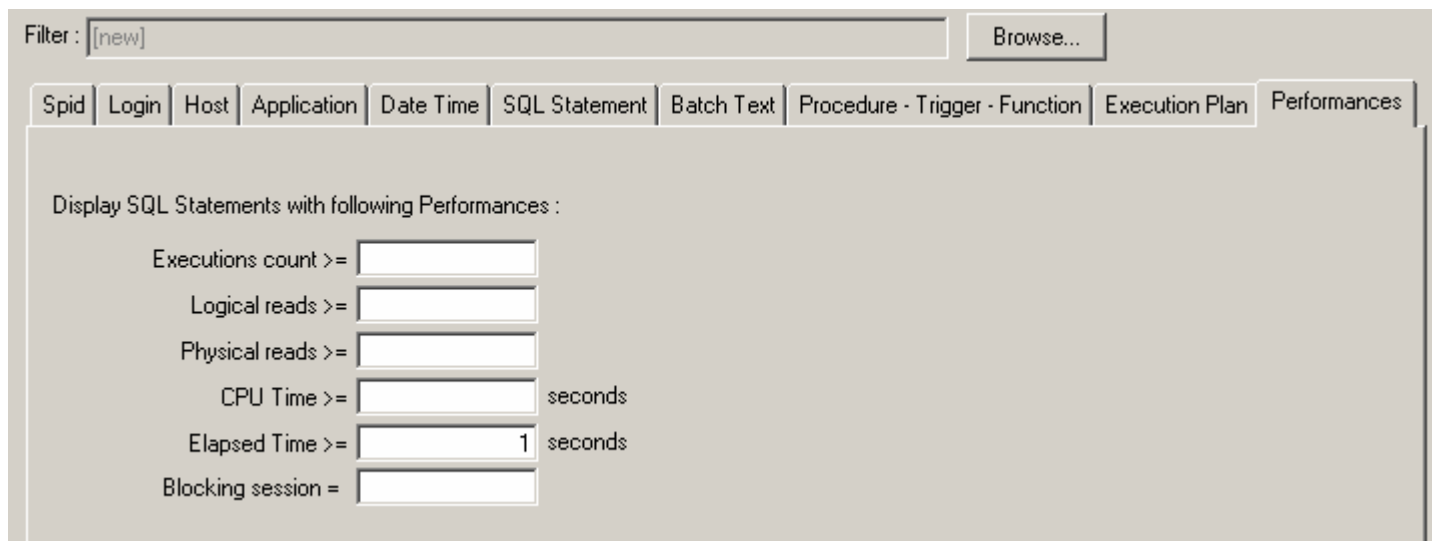 Filter : [new] Browse...
Spid Login Host Application Date Time SQL Statement Batch Text Procedure - Trigger - Function Execution Plan Performances
Display SQL Statements with following Performances :
Executions count >=
Logical reads >=
Physical reads >=
CPU Time >= seconds
Elapsed Time >= 1 seconds
Blocking session =